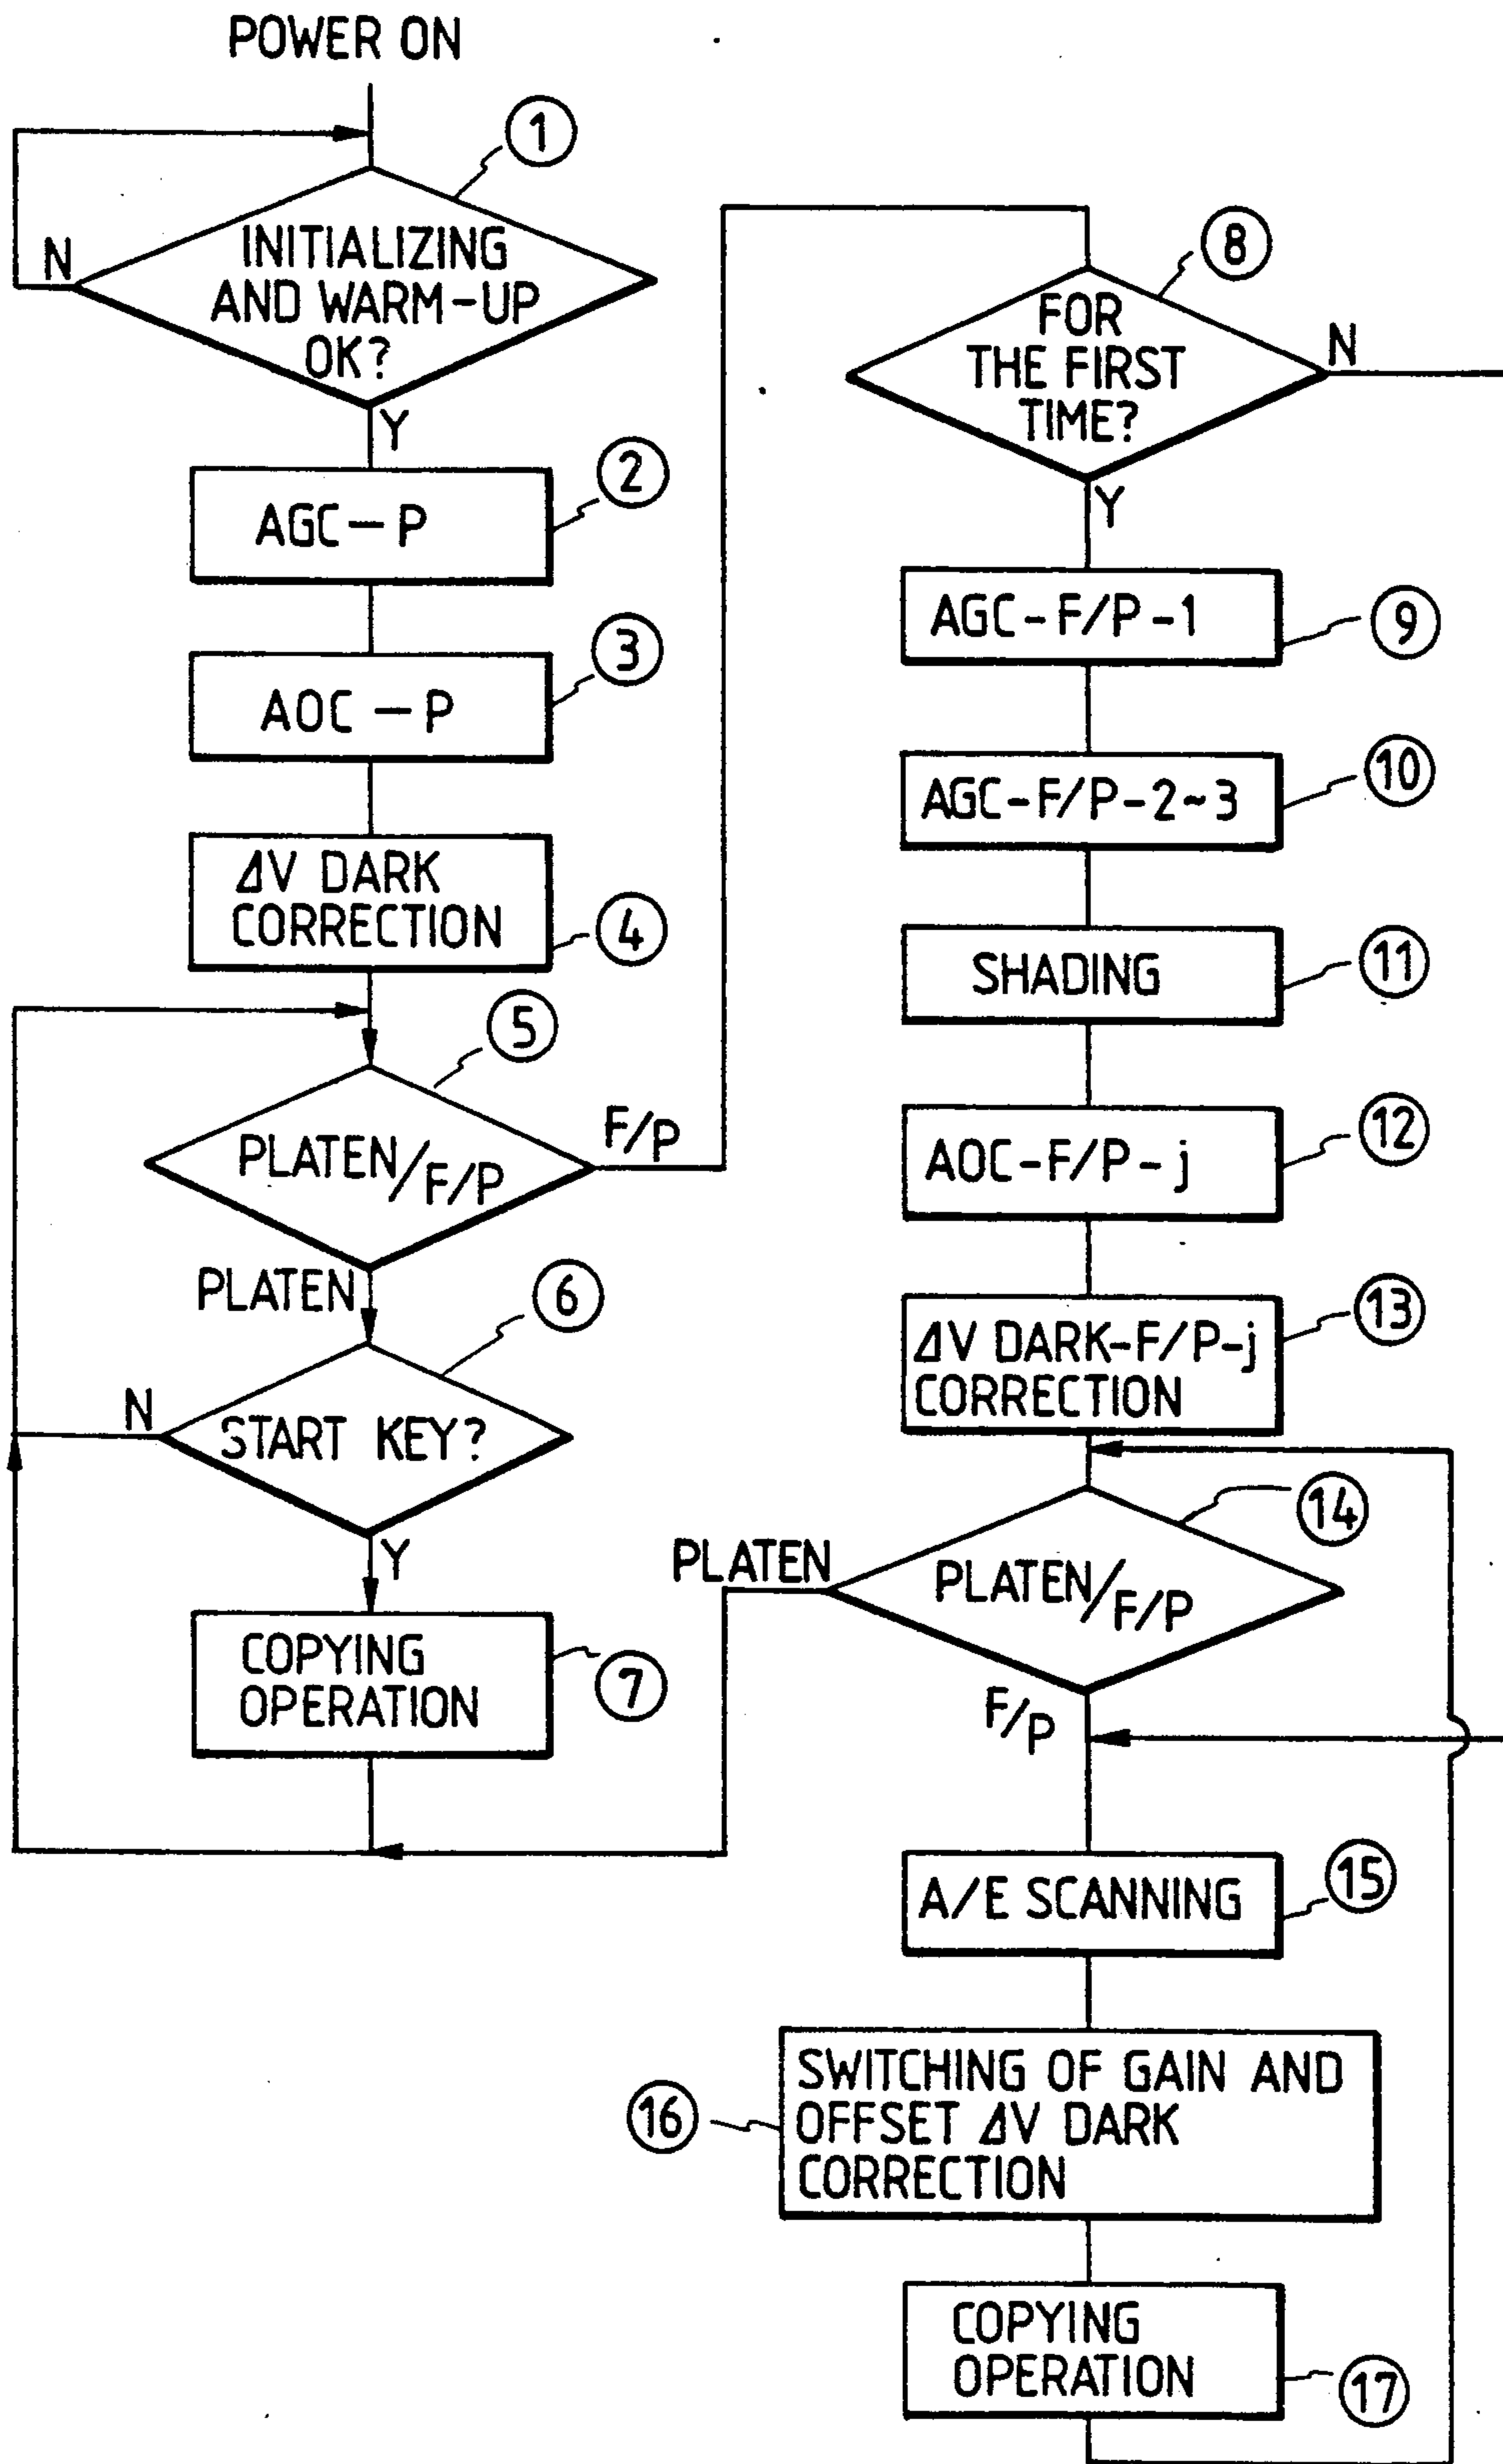 POWER ON
1
N
INITIALIZING
AND WARM-UP
OK?
Y
2
AGC-P
3
AOC-P
ΔV DARK
CORRECTION
4
5
PLATEN/F/P
F/P
PLATEN
6
N
START KEY?
Y
COPYING
OPERATION
7
8
FOR
THE FIRST
TIME?
N
Y
AGC-F/P-1
9
AGC-F/P-2~3
10
SHADING
11
AOC-F/P-j
12
ΔV DARK-F/P-j
CORRECTION
13
14
PLATEN
PLATEN/F/P
F/P
A/E SCANNING
15
SWITCHING OF GAIN AND
OFFSET ΔV DARK
CORRECTION
16
COPYING
OPERATION
17